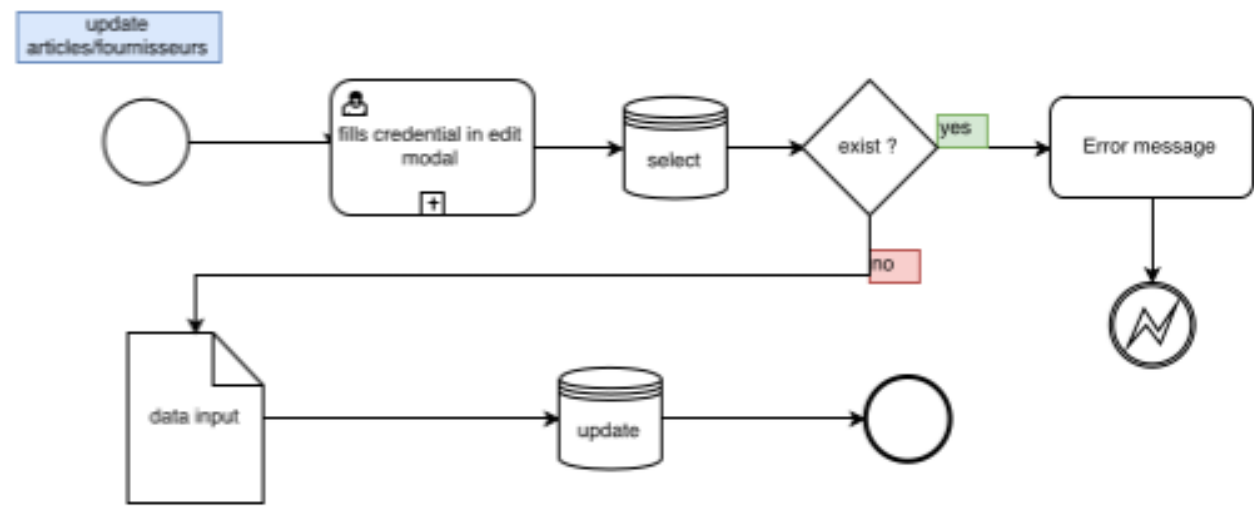 update
articles/fournisseurs
fills credential in edit
modal
select
exist ?
yes
Error message
no
data input
update